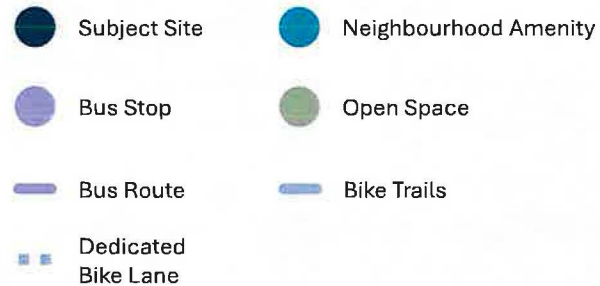 Subject Site
Neighbourhood Amenity
Bus Stop
Open Space
Bus Route
Bike Trails
Dedicated
Bike Lane